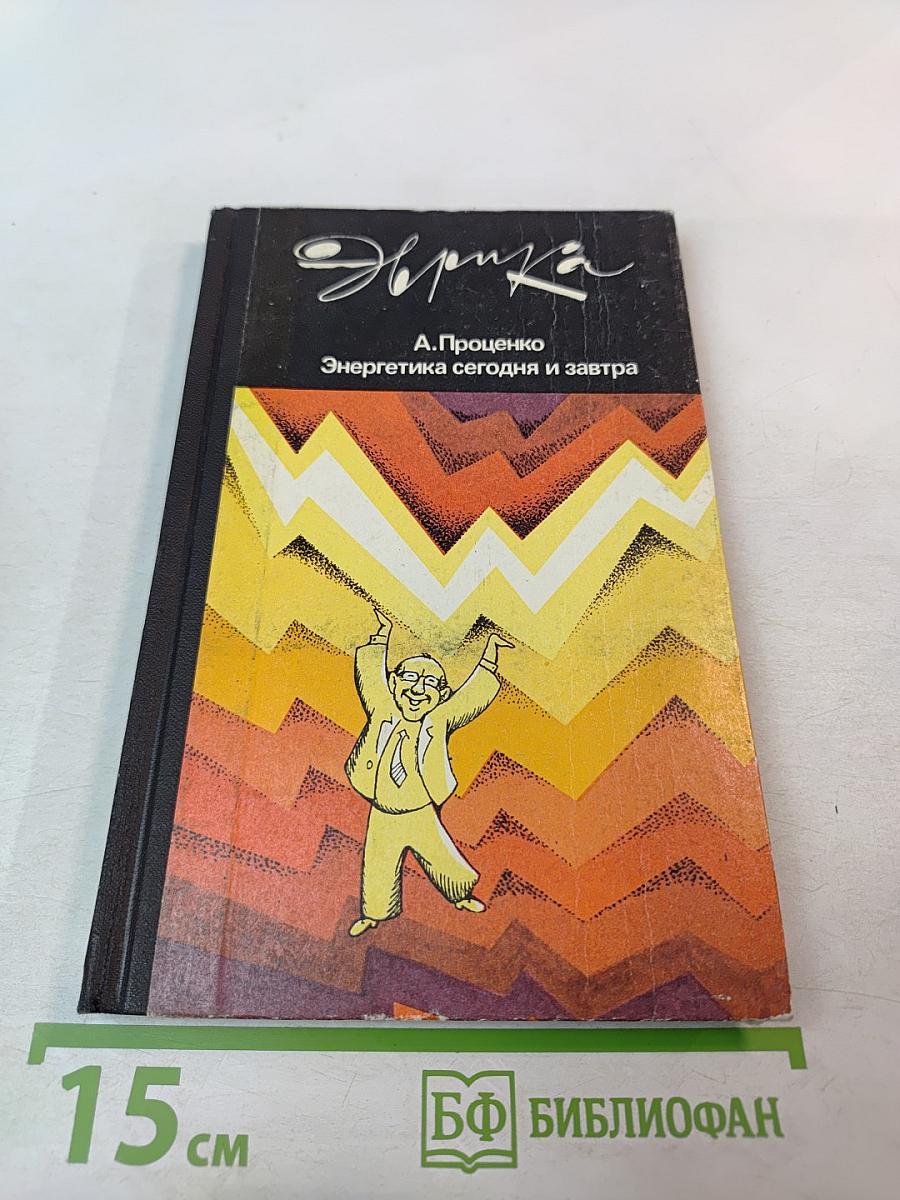 Эврика
А.Проценко
Энергетика сегодня и завтра
15 см
БФ БИБЛИОФАН